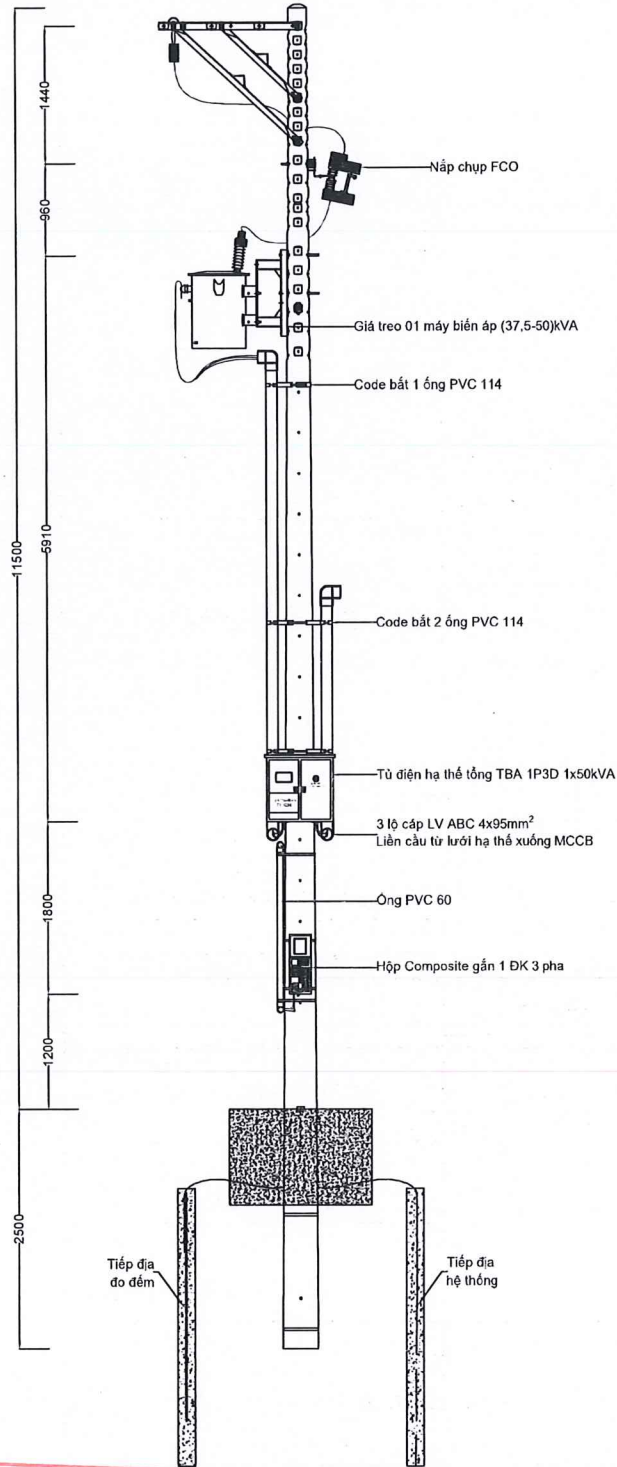 1440
Nắp chụp FCO
960
Giá treo 01 máy biến áp (37,5-50)kVA
Code bắt 1 ống PVC 114
11500
5910
Code bắt 2 ống PVC 114
Tủ điện hạ thế tổng TBA 1P3D 1x50kVA
3 lộ cáp LV ABC 4x95mm²
Liền cầu từ lưới hạ thế xuống MCCB
1800
Ống PVC 60
Hộp Composite gắn 1 ĐK 3 pha
1200
2500
Tiếp địa
đo đếm
Tiếp địa
hệ thống